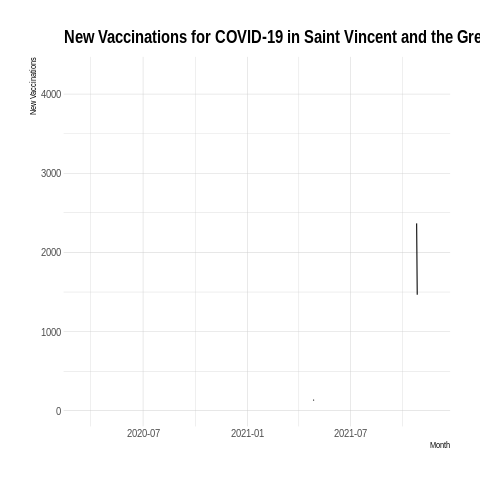 New Vaccinations for COVID-19 in Saint Vincent and the Gre
New Vaccinations
4000
3000
2000
1000
0
2020-07 2021-01 2021-07
Month